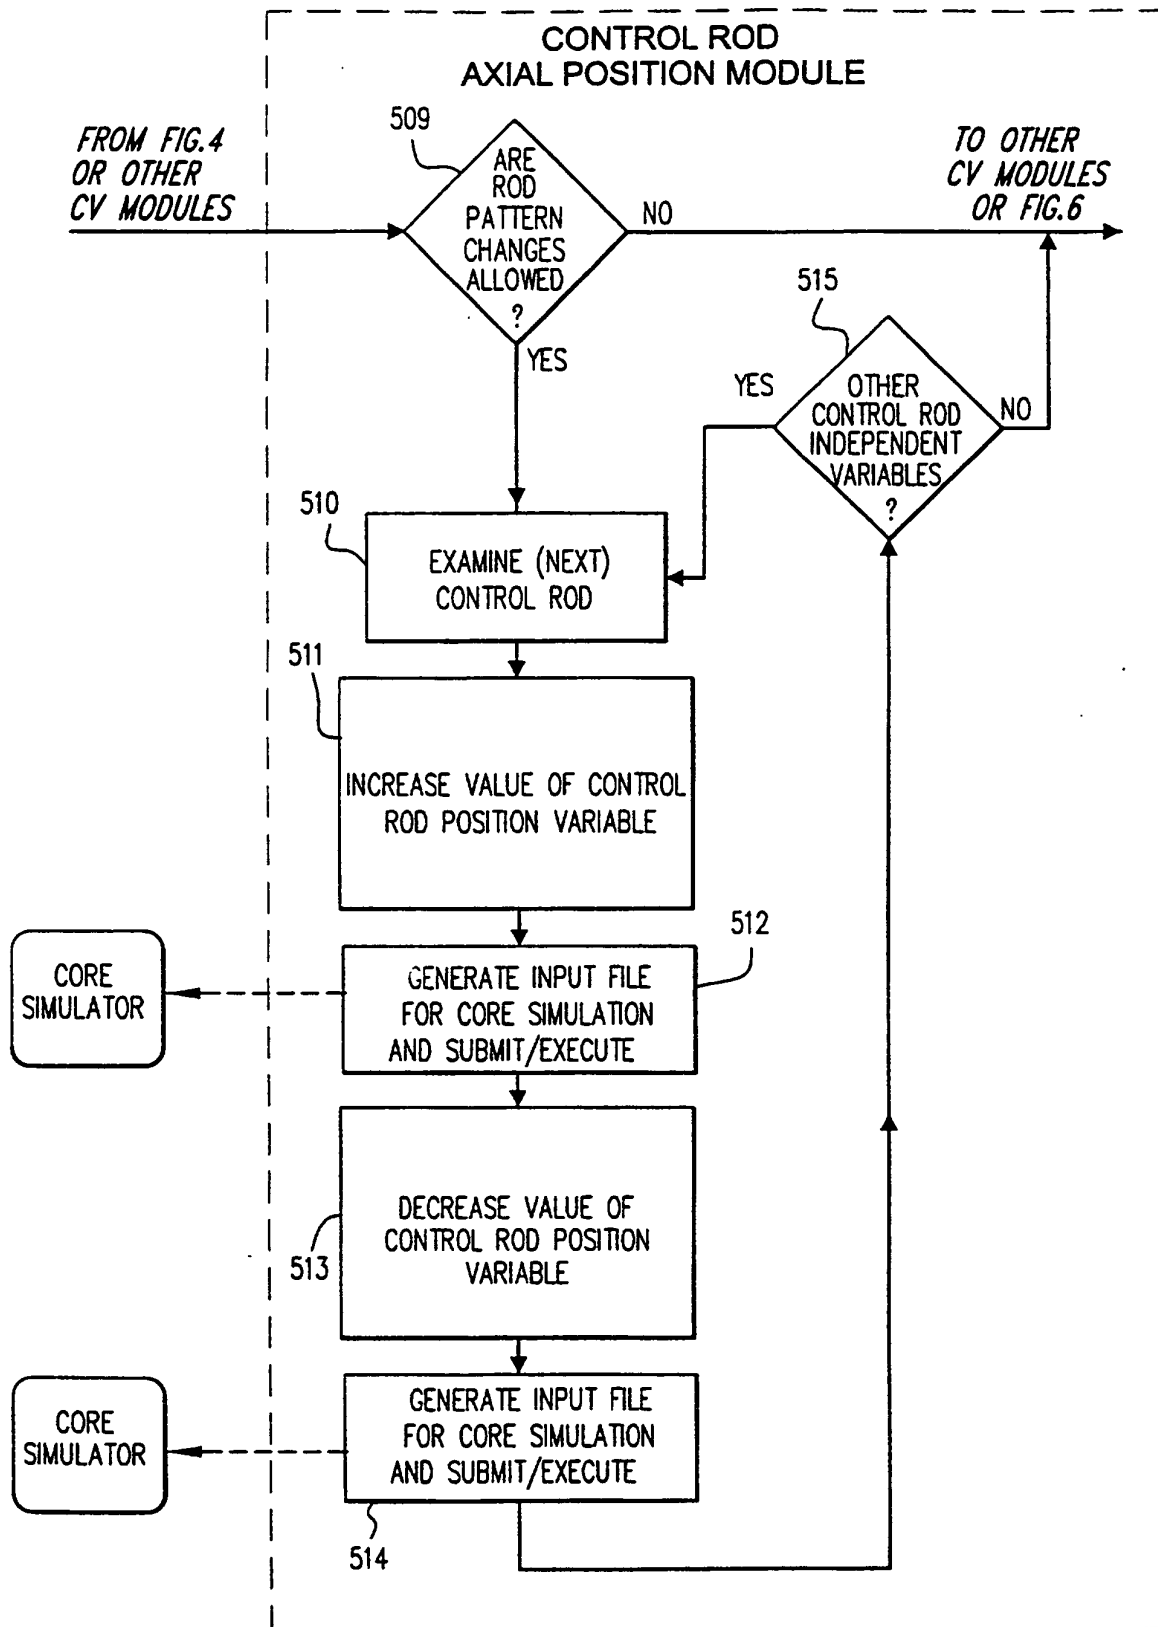 CONTROL ROD
AXIAL POSITION MODULE
FROM FIG.4
OR OTHER
CV MODULES
509
ARE
ROD
PATTERN
CHANGES
ALLOWED
?
NO
YES
TO OTHER
CV MODULES
OR FIG.6
515
OTHER
CONTROL ROD
INDEPENDENT
VARIABLES
?
YES
NO
510
EXAMINE (NEXT)
CONTROL ROD
511
INCREASE VALUE OF CONTROL
ROD POSITION VARIABLE
512
GENERATE INPUT FILE
FOR CORE SIMULATION
AND SUBMIT/EXECUTE
CORE
SIMULATOR
513
DECREASE VALUE OF
CONTROL ROD POSITION
VARIABLE
GENERATE INPUT FILE
FOR CORE SIMULATION
AND SUBMIT/EXECUTE
514
CORE
SIMULATOR